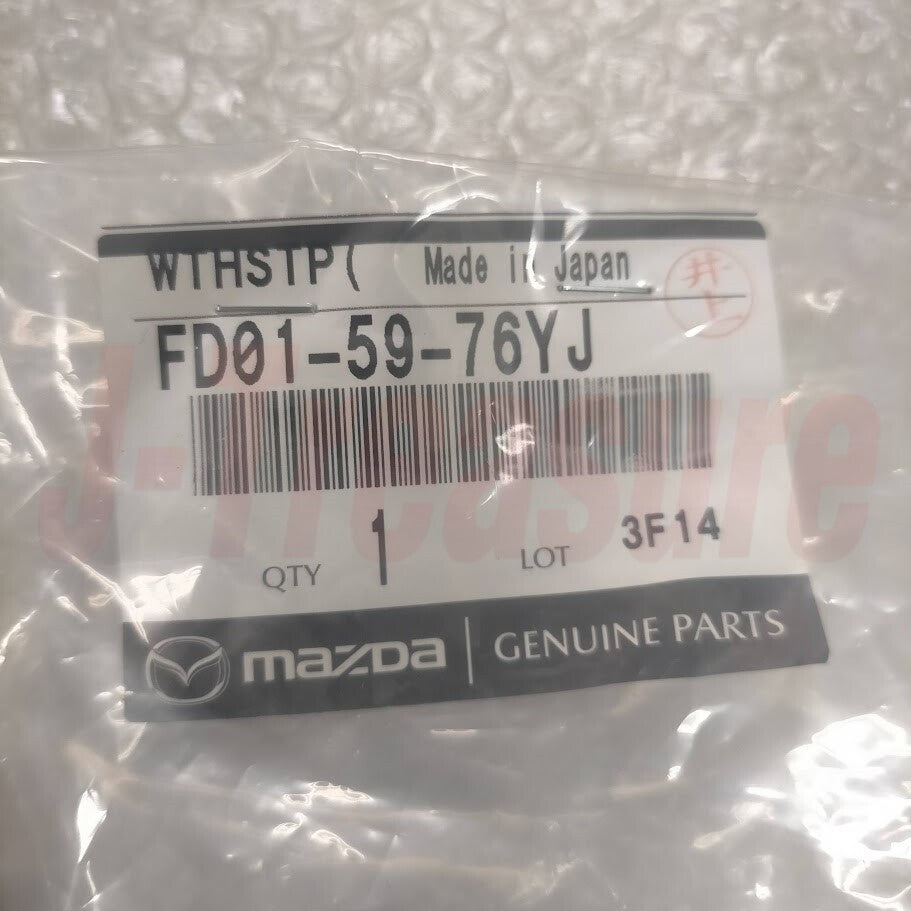 WTHSTP( Made in Japan
井上
FD01-59-76YJ
J-Treasure
QTY 1 LOT 3F14
mazda GENUINE PARTS